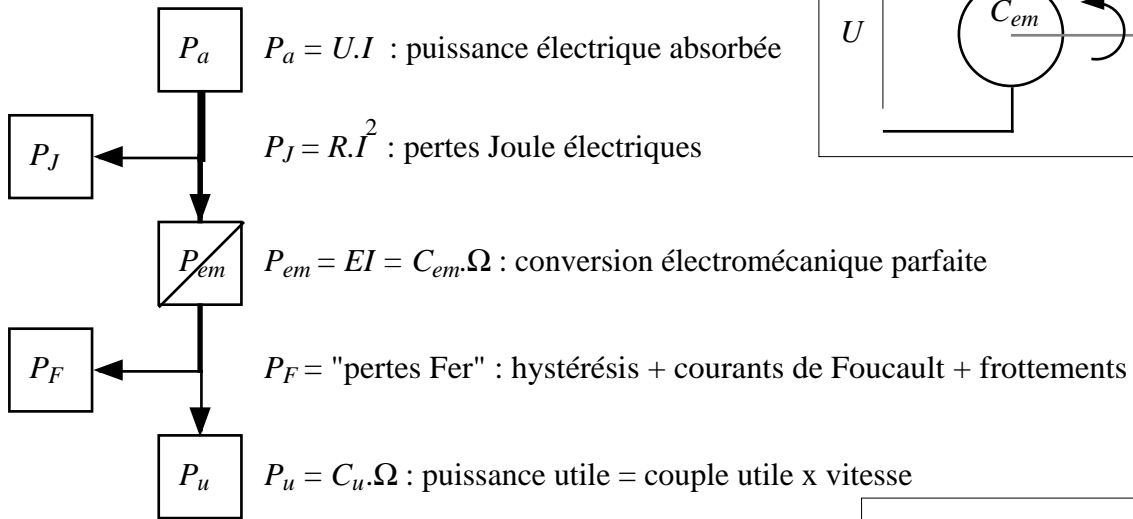 P_a P_a = U.I : puissance électrique absorbée
U C_em
P_J P_J = R.I² : pertes Joule électriques
P_em P_em = EI = C_em.Ω : conversion électromécanique parfaite
P_F P_F = "pertes Fer" : hystérésis + courants de Foucault + frottements
P_u P_u = C_u.Ω : puissance utile = couple utile x vitesse